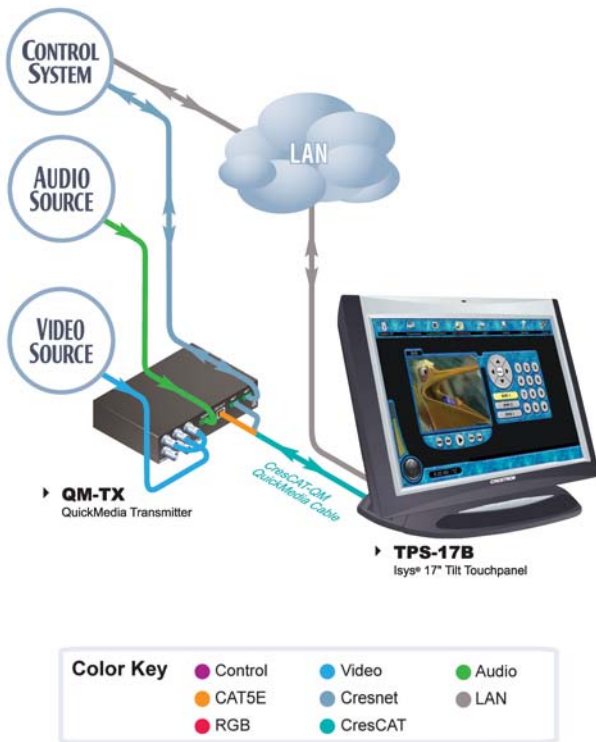 CONTROL
SYSTEM
LAN
AUDIO
SOURCE
VIDEO
SOURCE
CresCAT-QM
QuickMedia Cable
QM-TX
QuickMedia Transmitter
CRESTRON
TPS-17B
Isys® 17" Tilt Touchpanel
Color Key
Control
Video
Audio
CAT5E
Cresnet
LAN
RGB
CresCAT